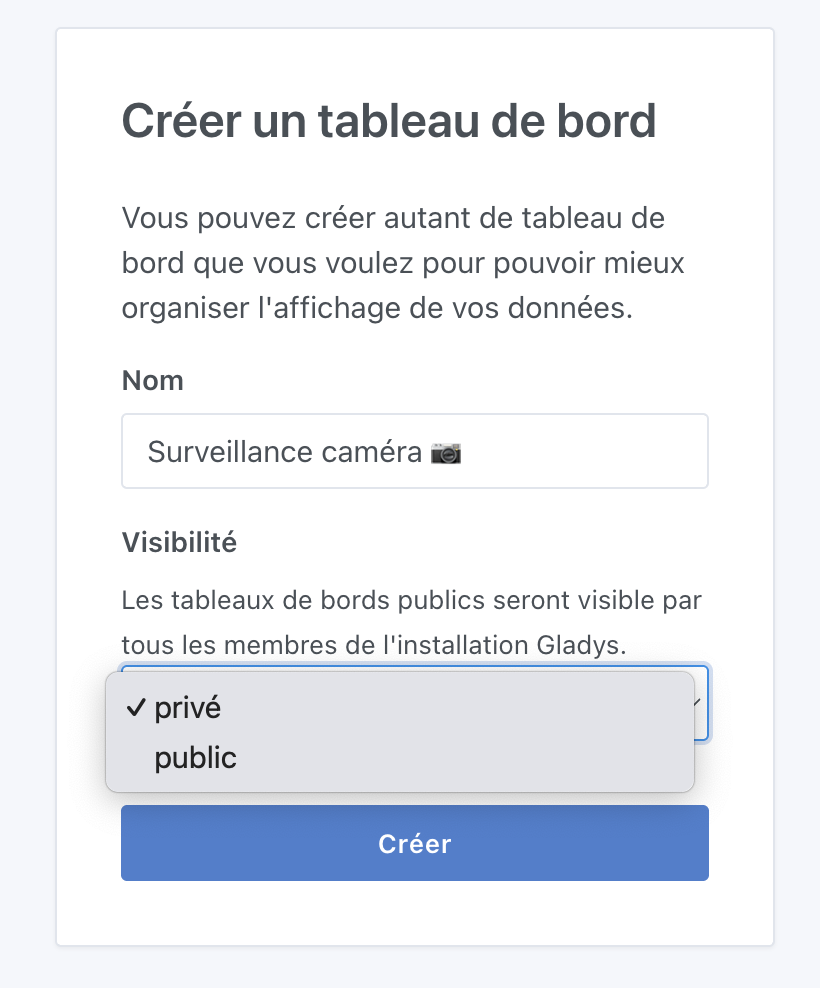 Créer un tableau de bord
Vous pouvez créer autant de tableau de
bord que vous voulez pour pouvoir mieux
organiser l'affichage de vos données.
Nom
Surveillance caméra 📷
Visibilité
Les tableaux de bords publics seront visible par
tous les membres de l'installation Gladys.
✓ privé
public
Créer